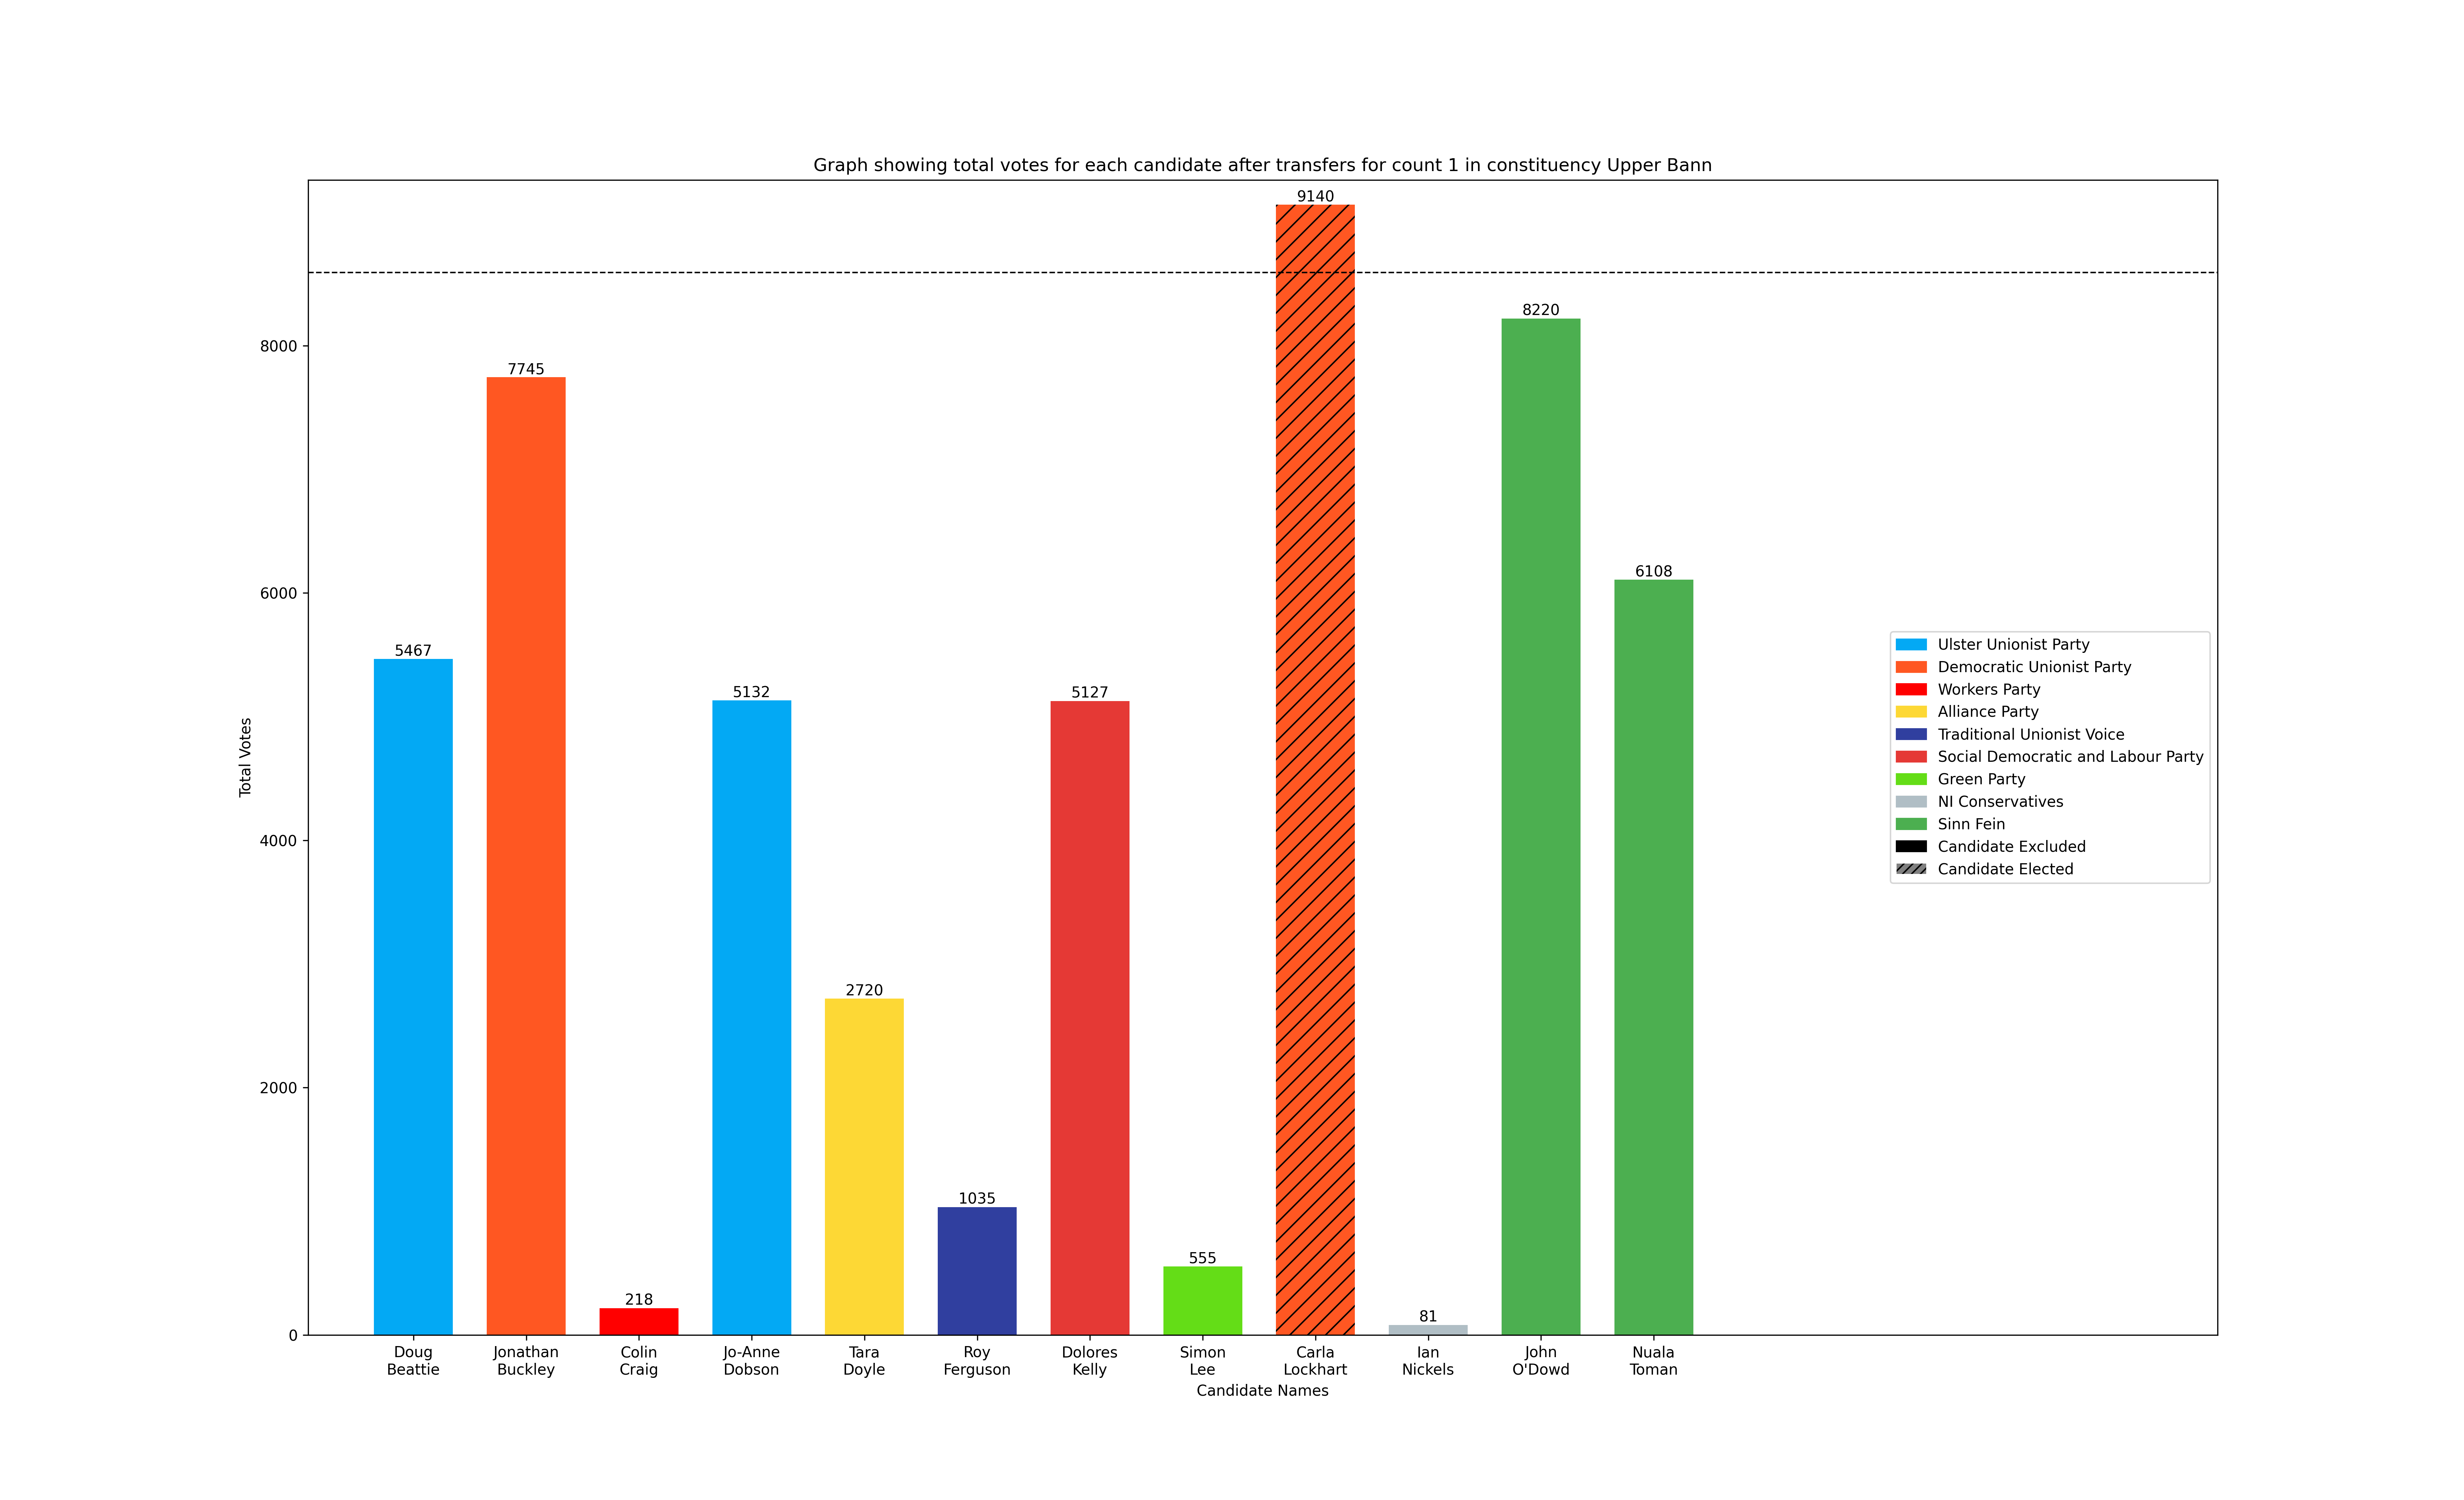 Graph showing total votes for each candidate after transfers for count 1 in constituency Upper Bann
9140
8220
8000
7745
6108
6000
5467
5132
5127
Total Votes
4000
2720
2000
1035
555
218
81
0
Ulster Unionist Party
Democratic Unionist Party
Workers Party
Alliance Party
Traditional Unionist Voice
Social Democratic and Labour Party
Green Party
NI Conservatives
Sinn Fein
Candidate Excluded
Candidate Elected
Doug
Beattie
Jonathan
Buckley
Colin
Craig
Jo-Anne
Dobson
Tara
Doyle
Roy
Ferguson
Dolores
Kelly
Simon
Lee
Carla
Lockhart
Ian
Nickels
John
O'Dowd
Nuala
Toman
Candidate Names